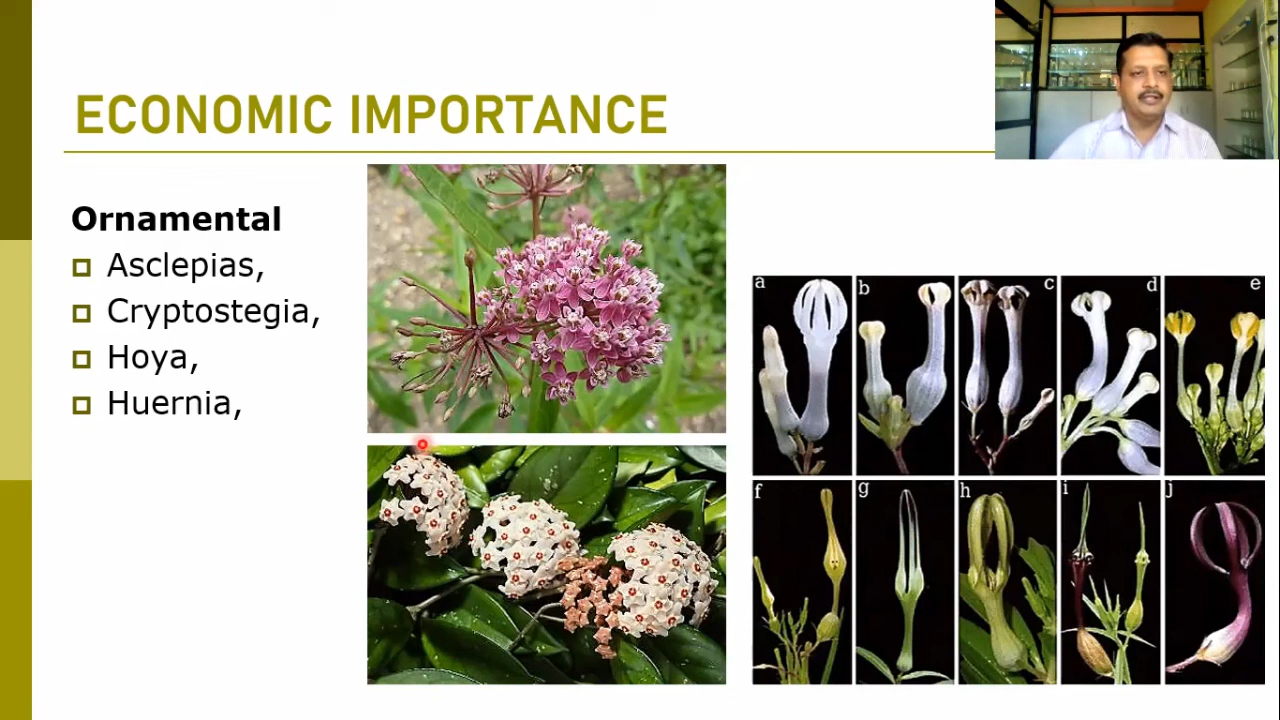 ECONOMIC IMPORTANCE
Ornamental
Asclepias,
Cryptostegia,
Hoya,
Huernia,
a b c d e
f g h i j